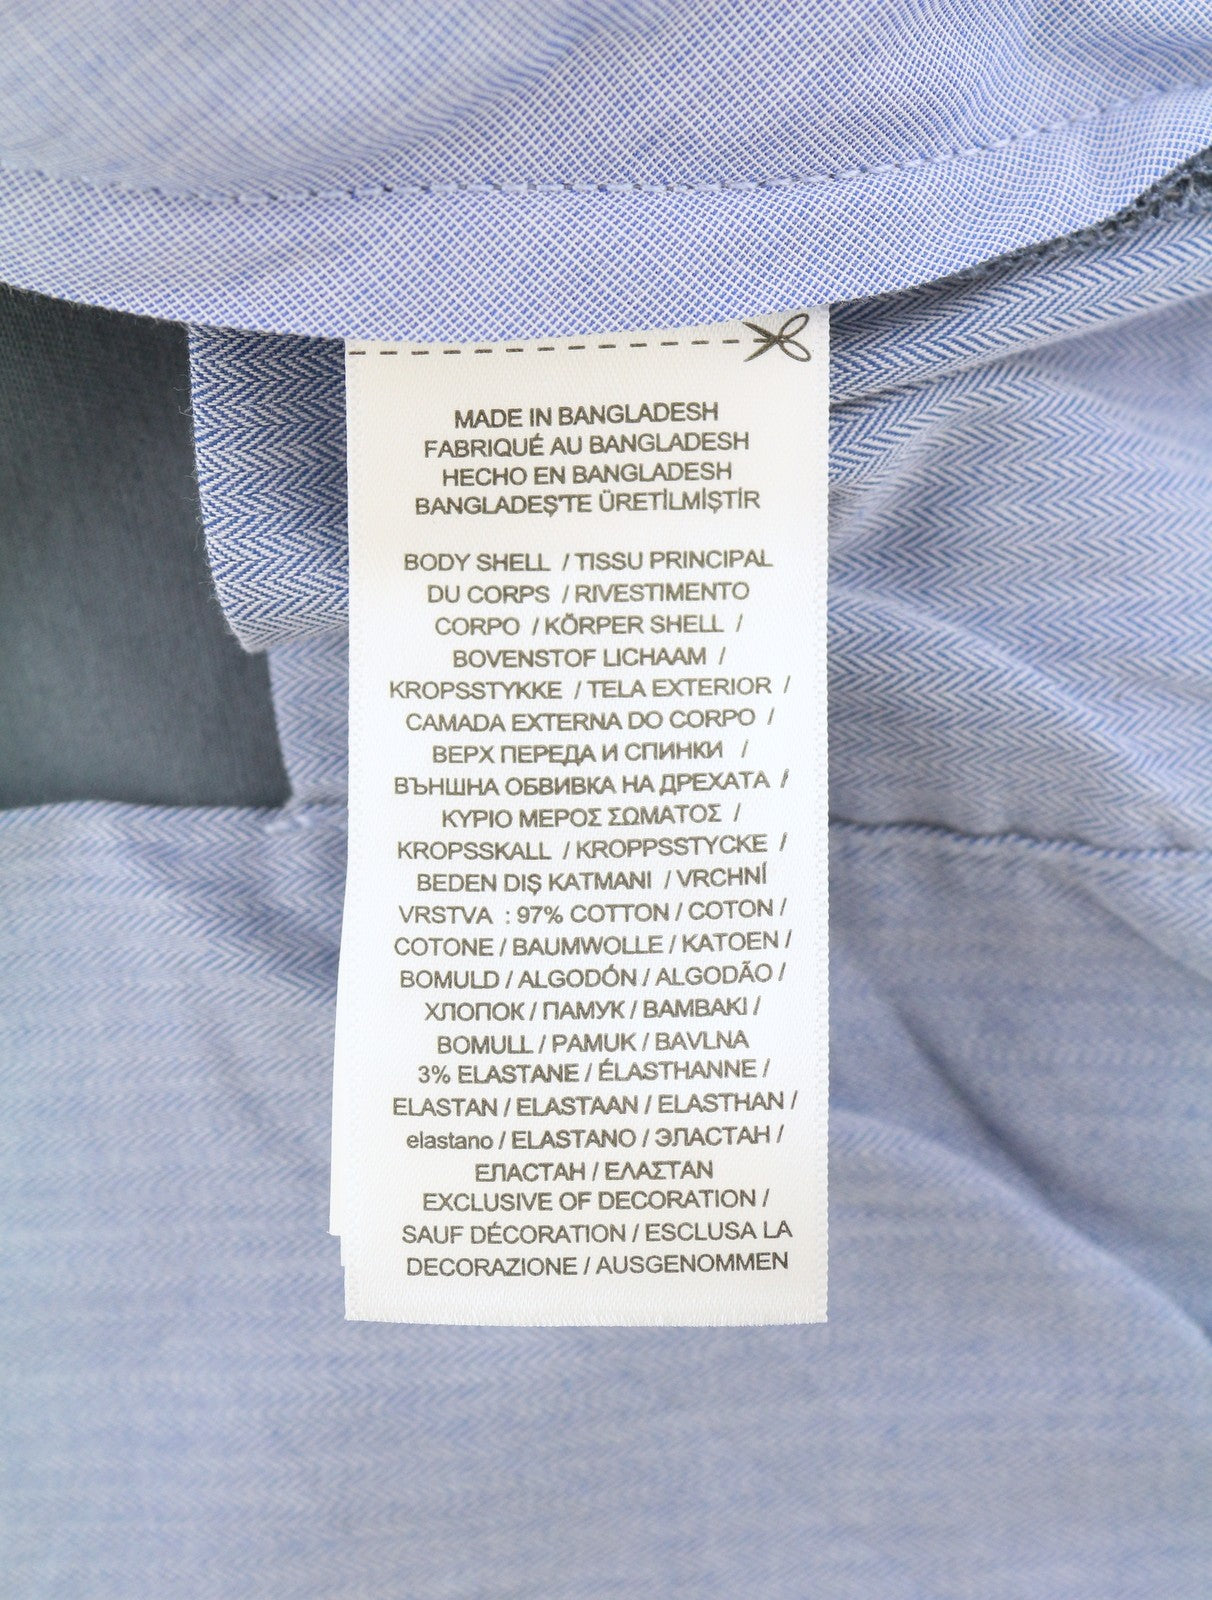 MADE IN BANGLADESH
FABRIQUÉ AU BANGLADESH
HECHO EN BANGLADESH
BANGLADEŞ'TE ÜRETİLMİŞTİR
BODY SHELL / TISSU PRINCIPAL
DU CORPS / RIVESTIMENTO
CORPO / KÖRPER SHELL /
BOVENSTOF LICHAAM /
KROPSSTYKKE / TELA EXTERIOR /
CAMADA EXTERNA DO CORPO /
ВЕРХ ПЕРЕДА И СПИНКИ /
ВЪНШНА ОБВИВКА НА ДРЕХАТА /
ΚΥΡΙΟ ΜΕΡΟΣ ΣΩΜΑΤΟΣ /
KROPSSKALL / KROPPSSTYCKE /
BEDEN DIŞ KATMANI / VRCHNÍ
VRSTVA : 97% COTTON / COTON /
COTONE / BAUMWOLLE / KATOEN /
BOMULD / ALGODÓN / ALGODÃO /
ХЛОПОК / ПАМУК / ΒΑΜΒΑΚΙ /
BOMULL / PAMUK / BAVLNA
3% ELASTANE / ÉLASTHANNE /
ELASTAN / ELASTAAN / ELASTHAN /
elastano / ELASTANO / ЭЛАСТАН /
ЕЛАСТАН / ΕΛΑΣΤΑΝ
EXCLUSIVE OF DECORATION /
SAUF DÉCORATION / ESCLUSA LA
DECORAZIONE / AUSGENOMMEN